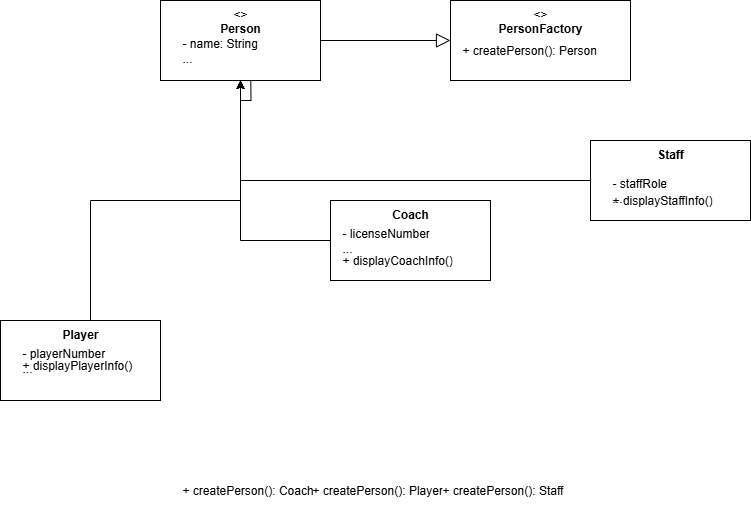 <>
Person
- name: String
...
<>
PersonFactory
+ createPerson(): Person
Staff
- staffRole
...
+ displayStaffInfo()
Coach
- licenseNumber
...
+ displayCoachInfo()
Player
- playerNumber
+ displayPlayerInfo()
...
+ createPerson(): Coach+ createPerson(): Player+ createPerson(): Staff